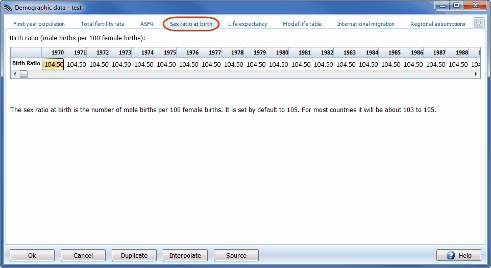 Demographic data - test
First year population Total fertility rate ASFR Sex ratio at birth Life expectancy Model life table International migration Regional assumptions
Birth ratio (male births per 100 female births):
1970 1971 1972 1973 1974 1975 1976 1977 1978 1979 1980 1981 1982 1983 1984 1985 1986 1987 1988
Birth Ratio 104.50 104.50 104.50 104.50 104.50 104.50 104.50 104.50 104.50 104.50 104.50 104.50 104.50 104.50 104.50 104.50 104.50 104.50 104.50
The sex ratio at birth is the number of male births per 100 female births. It is set by default to 105. For most countries it will be about 103 to 105.
Ok Cancel Duplicate Interpolate Source Help